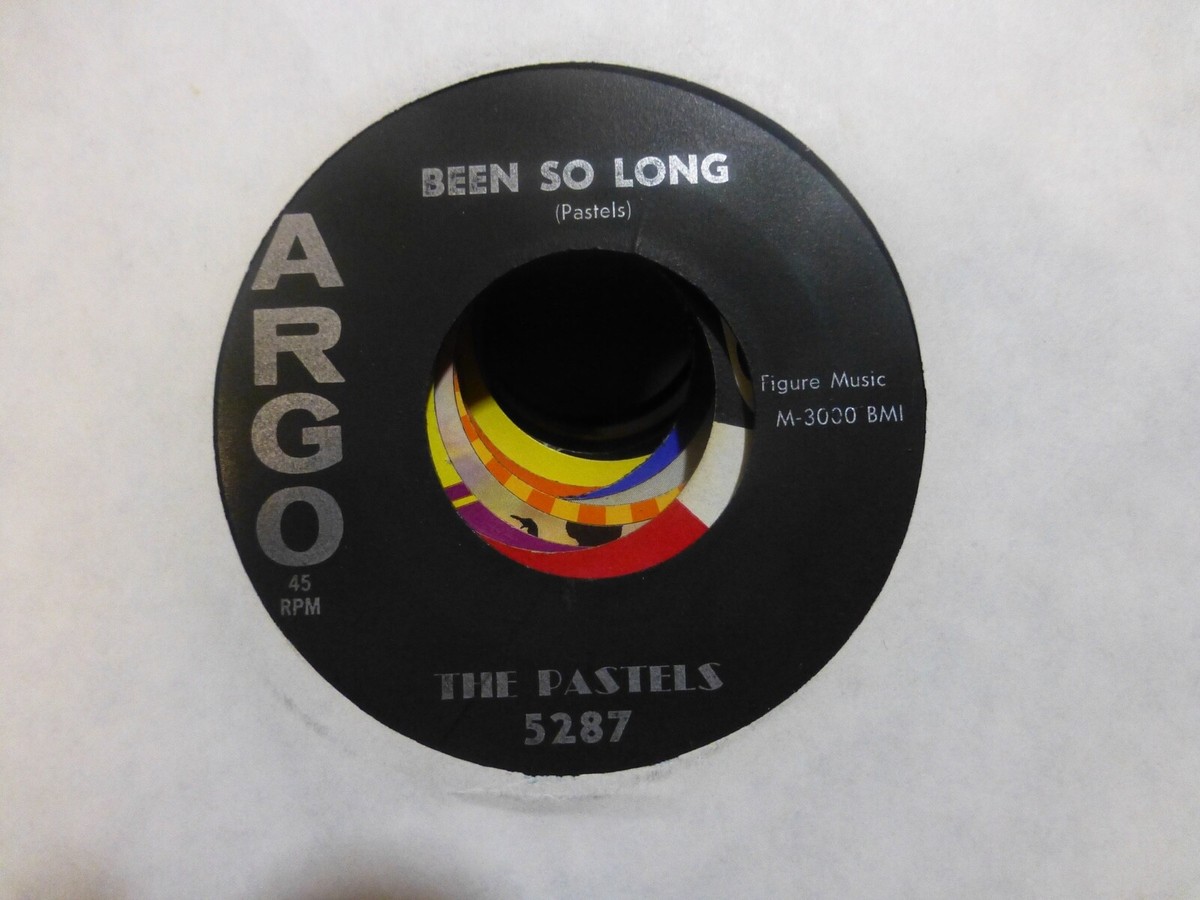 BEEN SO LONG
(Pastels)
ARGO
45
RPM
Figure Music
M-3000 BMI
THE PASTELS
5287